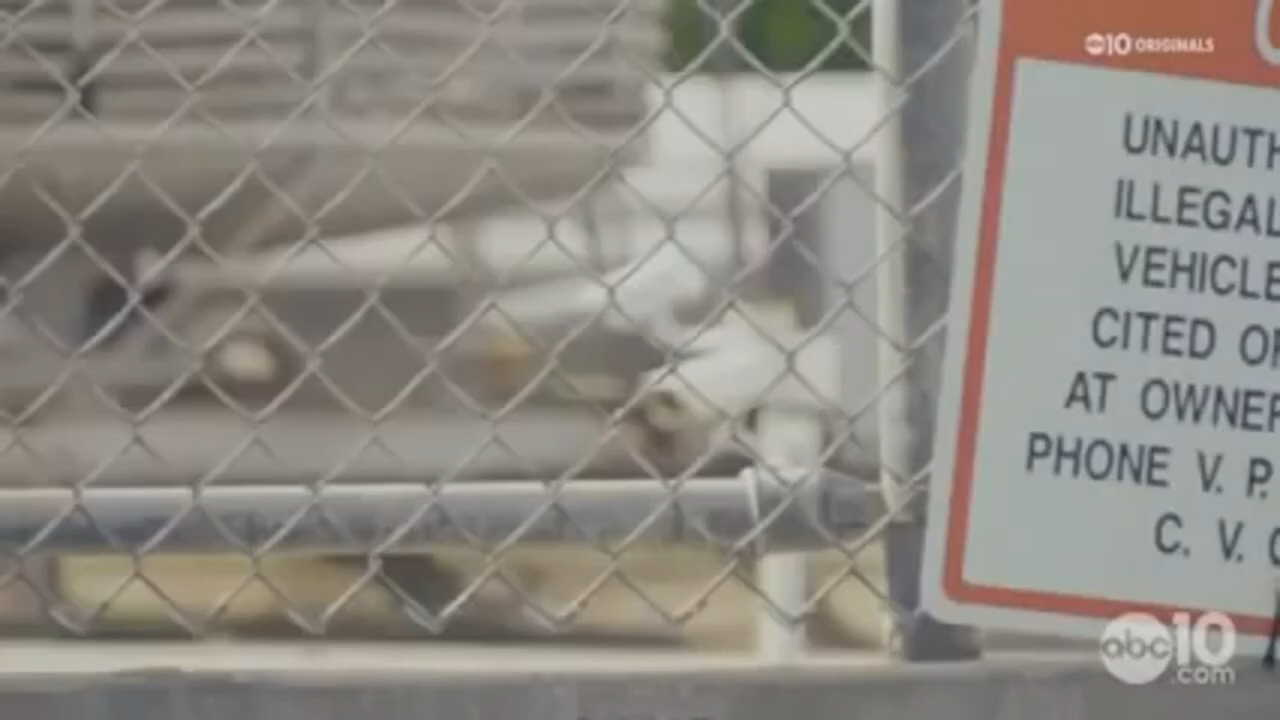 abc10 ORIGINALS
UNAUTH
ILLEGAL
VEHICLE
CITED
AT OWNER
PHONE V. P.
C. V.
abc10
.com